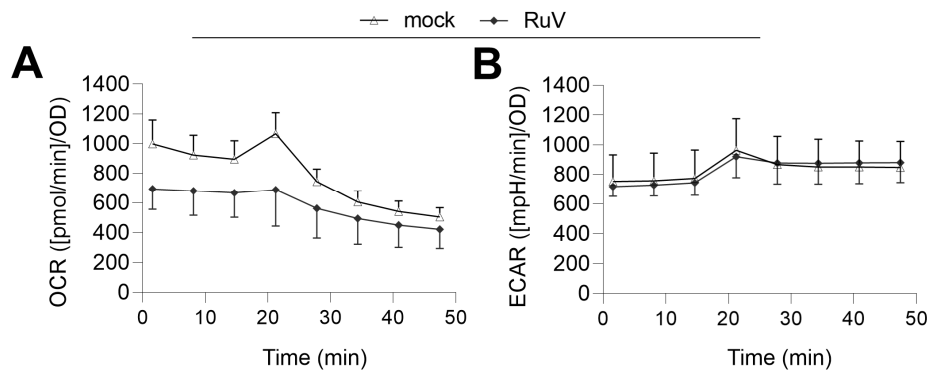 mock RuV
A
OCR ([pmol/min]/OD)
1400
1200
1000
800
600
400
200
0
0 10 20 30 40 50
Time (min)
B
ECAR ([mpH/min]/OD)
1400
1200
1000
800
600
400
200
0
0 10 20 30 40 50
Time (min)